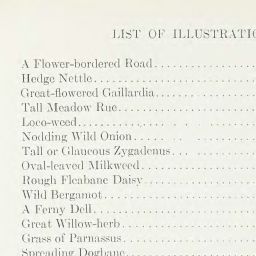 LIST OF ILLUSTRATIO
A Flower-bordered Road
Hedge Nettle
Great-flowered Gaillardia
Tall Meadow Rue
Loco-weed
Nodding Wild Onion
Tall or Glaucous Zygadenus
Oval-leaved Milkweed
Rough Fleabane Daisy
Wild Bergamot
A Ferny Dell
Great Willow-herb
Grass of Parnassus
Spreading Dogbane